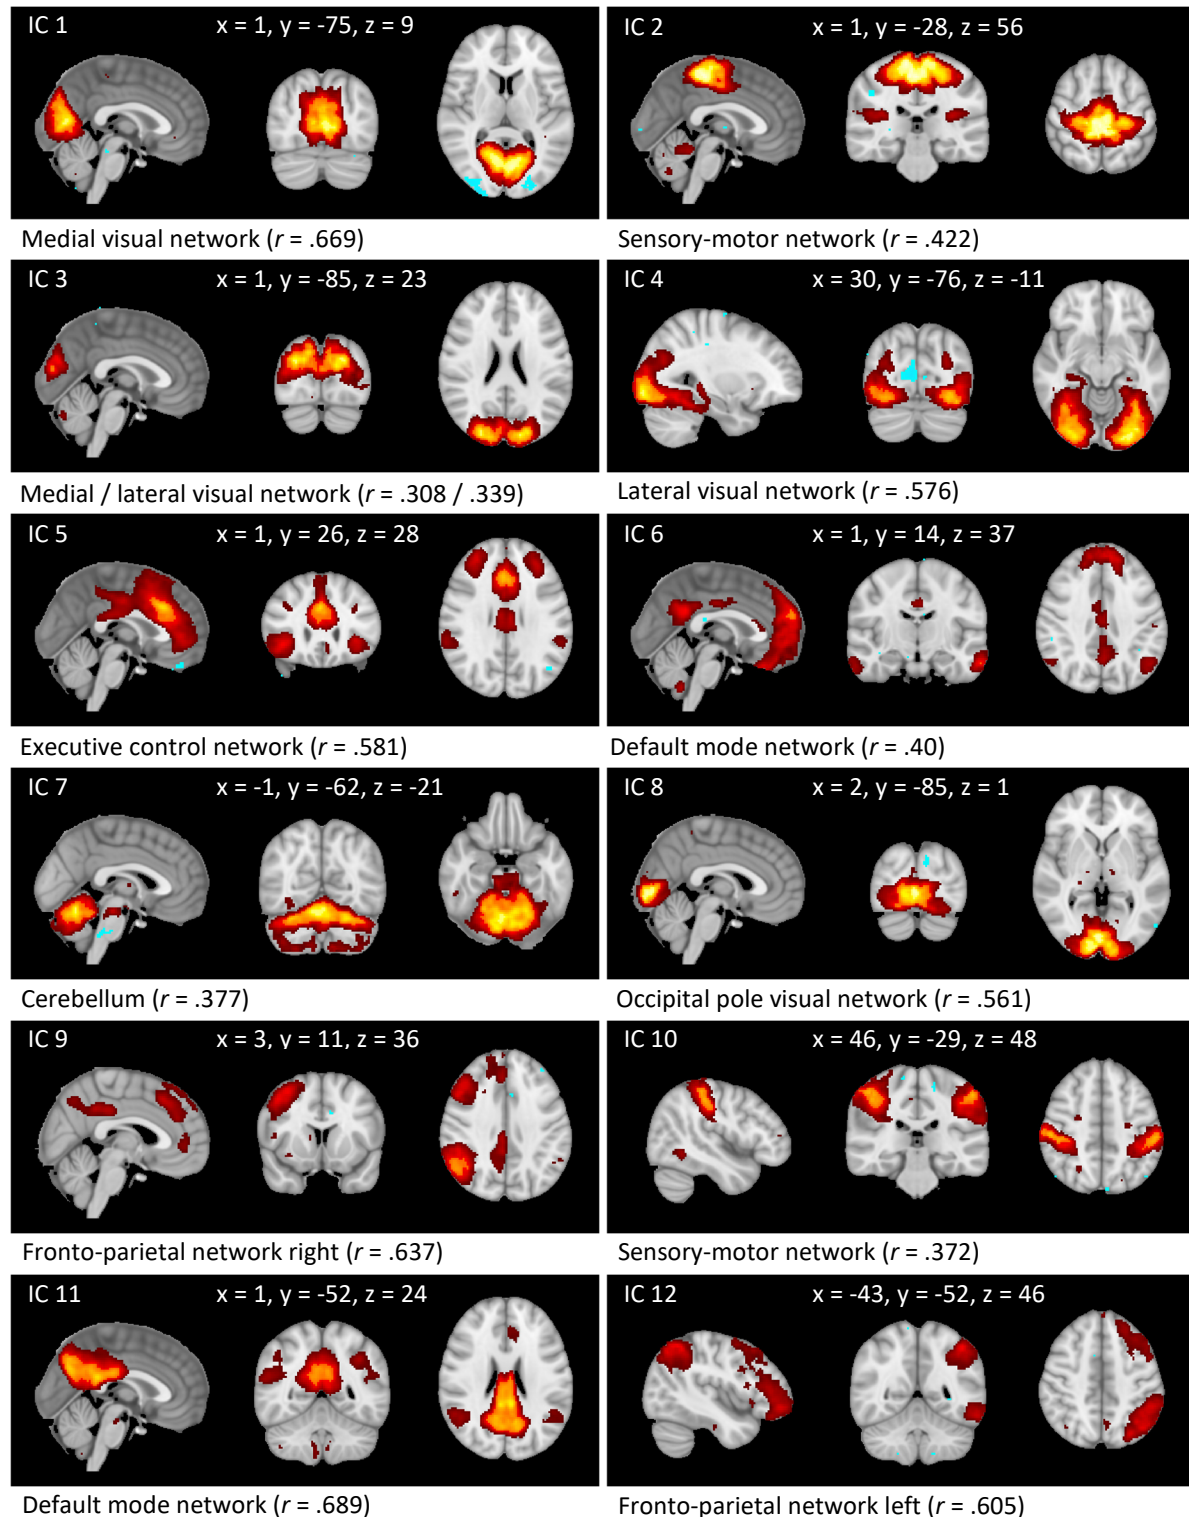 IC 1 x = 1, y = -75, z = 9
Medial visual network (r = .669)
IC 2 x = 1, y = -28, z = 56
Sensory-motor network (r = .422)
IC 3 x = 1, y = -85, z = 23
Medial / lateral visual network (r = .308 / .339)
IC 4 x = 30, y = -76, z = -11
Lateral visual network (r = .576)
IC 5 x = 1, y = 26, z = 28
Executive control network (r = .581)
IC 6 x = 1, y = 14, z = 37
Default mode network (r = .40)
IC 7 x = -1, y = -62, z = -21
Cerebellum (r = .377)
IC 8 x = 2, y = -85, z = 1
Occipital pole visual network (r = .561)
IC 9 x = 3, y = 11, z = 36
Fronto-parietal network right (r = .637)
IC 10 x = 46, y = -29, z = 48
Sensory-motor network (r = .372)
IC 11 x = 1, y = -52, z = 24
Default mode network (r = .689)
IC 12 x = -43, y = -52, z = 46
Fronto-parietal network left (r = .605)